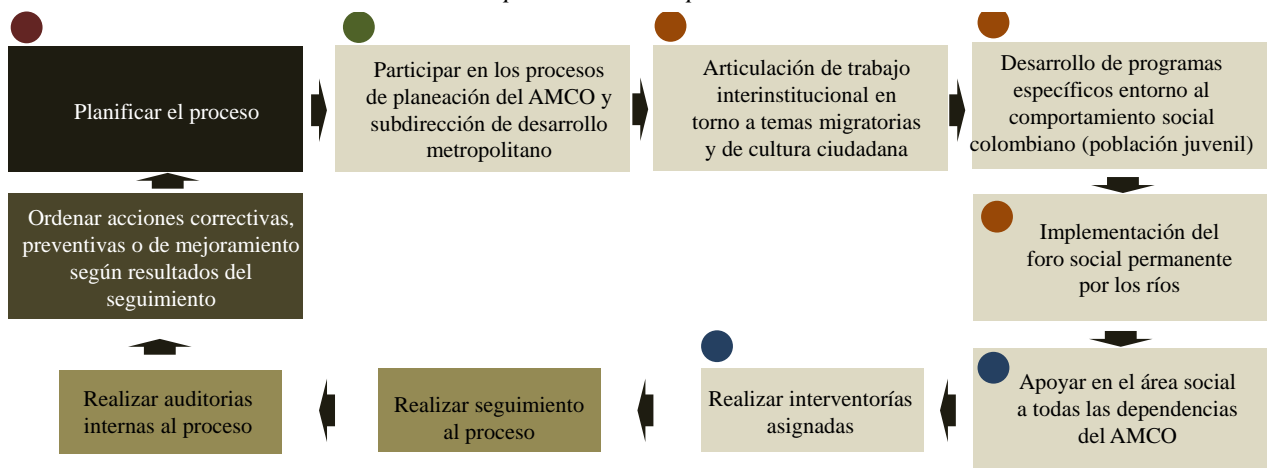 Planificar el proceso
Participar en los procesos
de planeación del AMCO y
subdirección de desarrollo
metropolitano
Articulación de trabajo
interinstitucional en
torno a temas migratorias
y de cultura ciudadana
Desarrollo de programas
específicos entorno al
comportamiento social
colombiano (población juvenil)
Implementación del
foro social permanente
por los ríos
Apoyar en el área social
a todas las dependencias
del AMCO
Realizar interventorías
asignadas
Realizar seguimiento
al proceso
Realizar auditorias
internas al proceso
Ordenar acciones correctivas,
preventivas o de mejoramiento
según resultados del
seguimiento